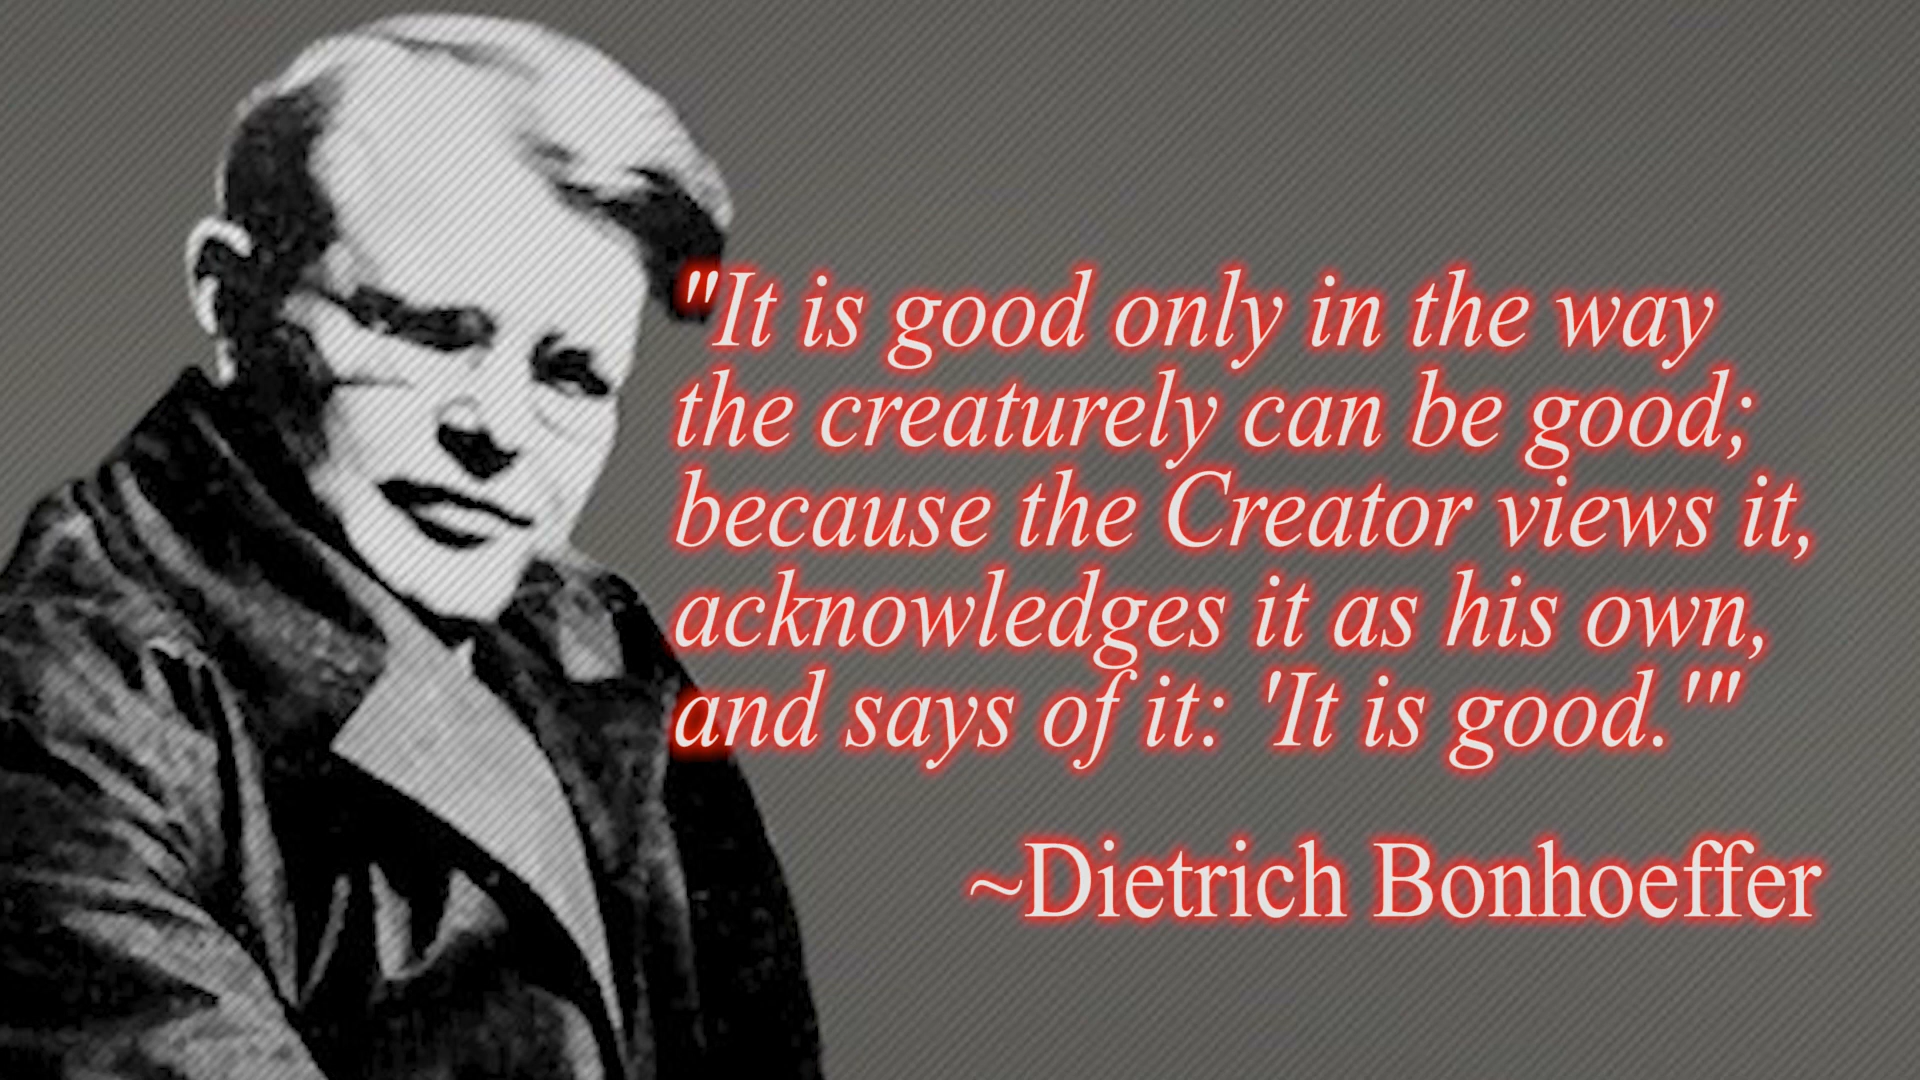 "It is good only in the way
the creaturely can be good;
because the Creator views it,
acknowledges it as his own,
and says of it: 'It is good.'"
~Dietrich Bonhoeffer